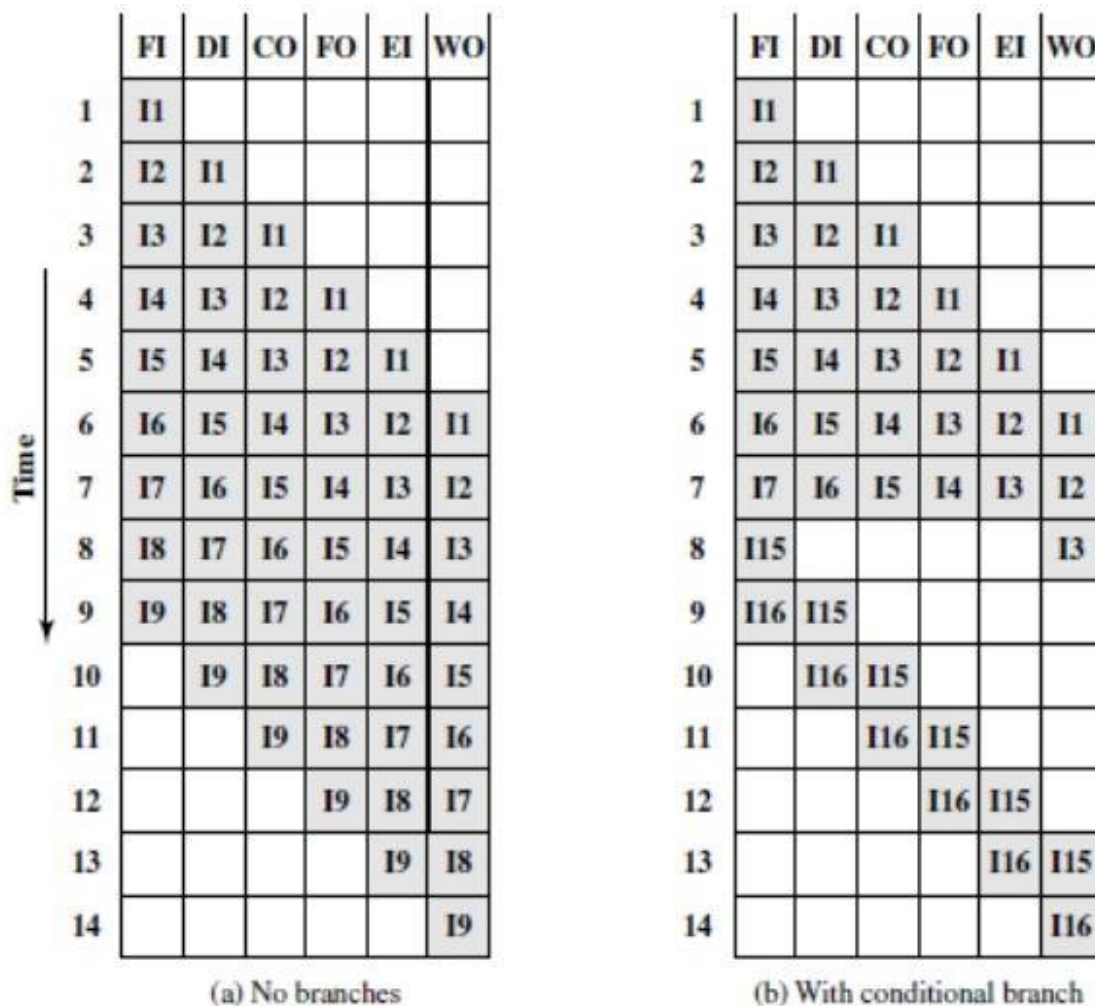 FI DI CO FO EI WO
1 I1
2 I2 I1
3 I3 I2 I1
4 I4 I3 I2 I1
5 I5 I4 I3 I2 I1
6 I6 I5 I4 I3 I2 I1
7 I7 I6 I5 I4 I3 I2
8 I8 I7 I6 I5 I4 I3
9 I9 I8 I7 I6 I5 I4
10 I9 I8 I7 I6 I5
11 I9 I8 I7 I6
12 I9 I8 I7
13 I9 I8
14 I9
Time
(a) No branches
FI DI CO FO EI WO
1 I1
2 I2 I1
3 I3 I2 I1
4 I4 I3 I2 I1
5 I5 I4 I3 I2 I1
6 I6 I5 I4 I3 I2 I1
7 I7 I6 I5 I4 I3 I2
8 I15 I3
9 I16 I15
10 I16 I15
11 I16 I15
12 I16 I15
13 I16 I15
14 I16
(b) With conditional branch